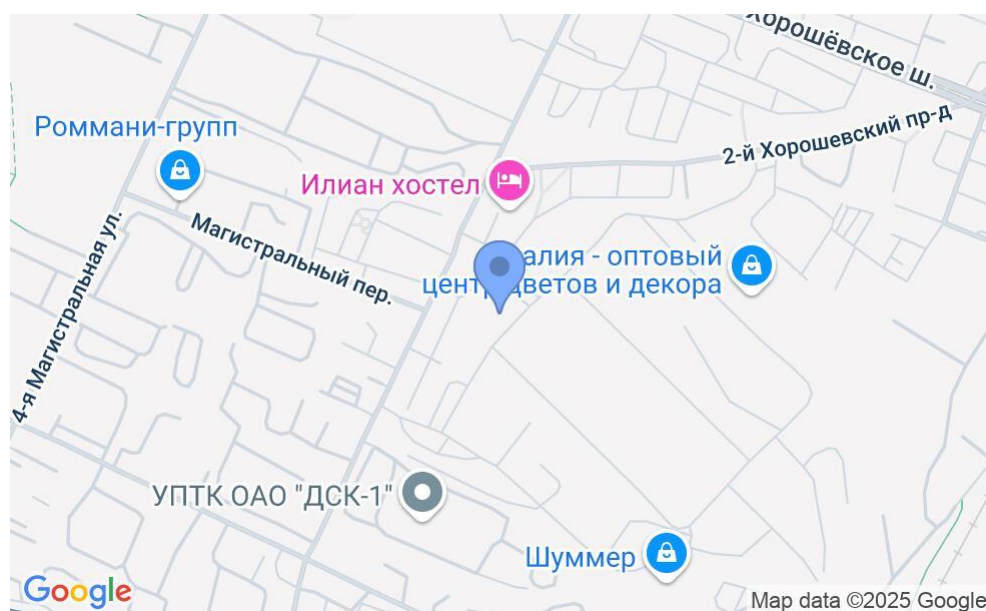 Хорошёвское ш.
2-й Хорошевский пр-д
Роммани-групп
Илиан хостел
Магистральный пер.
4-я Магистральная ул.
алия - оптовый
цветов и декора
УПТК ОАО "ДСК-1"
Шуммер
Google
Map data ©2025 Google